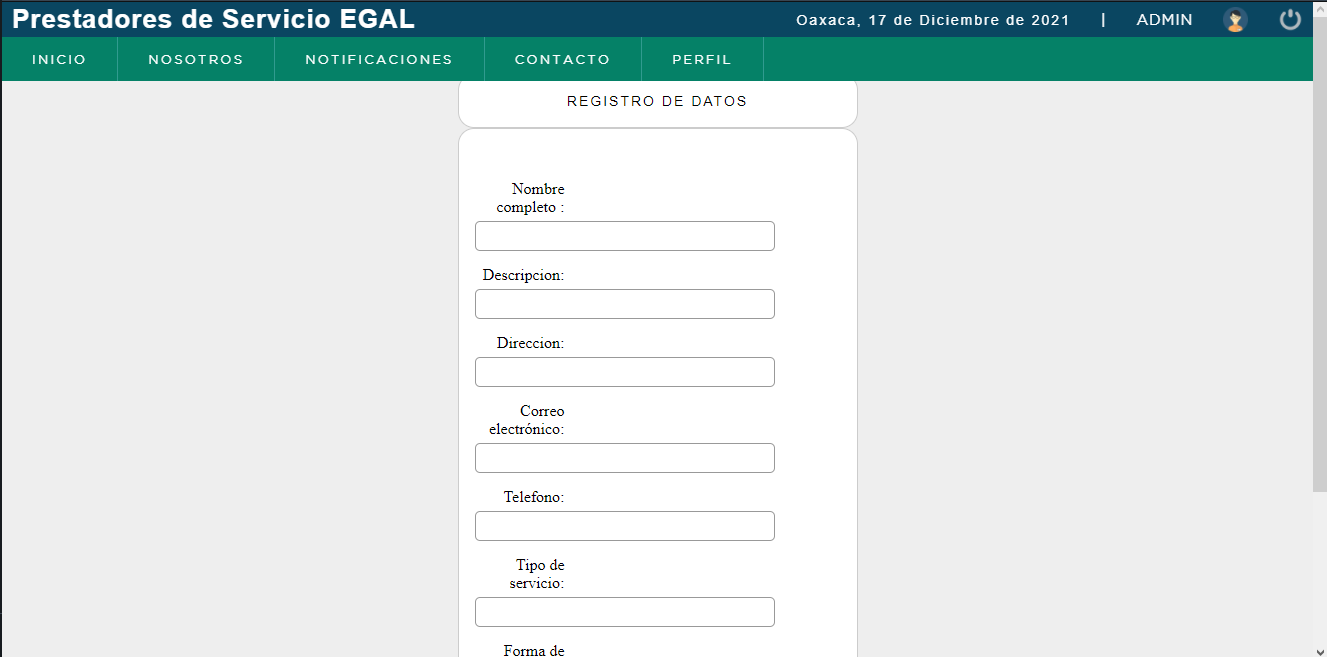 Prestadores de Servicio EGAL
Oaxaca, 17 de Diciembre de 2021 | ADMIN
INICIO NOSOTROS NOTIFICACIONES CONTACTO PERFIL
REGISTRO DE DATOS
Nombre
completo :
Descripcion:
Direccion:
Correo
electrónico:
Telefono:
Tipo de
servicio:
Forma de